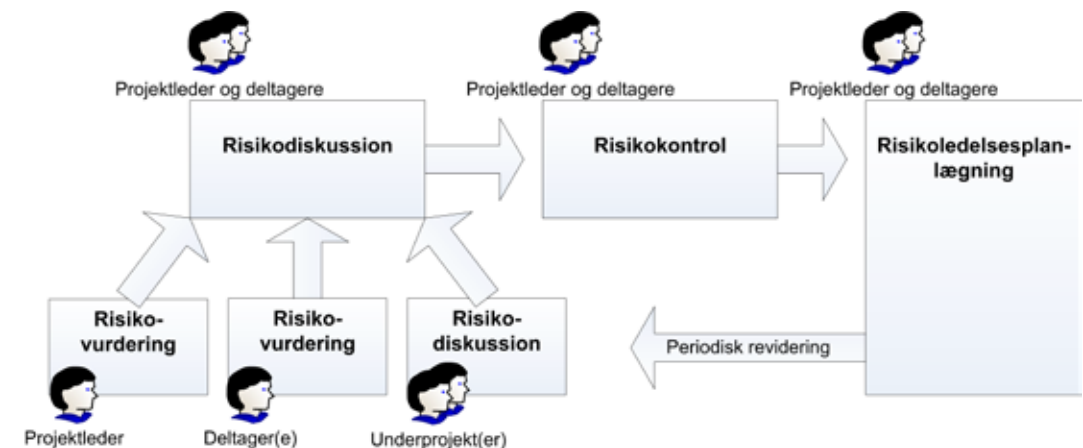 Projektleder og deltagere
Projektleder og deltagere
Projektleder og deltagere
Risikodiskussion
Risikokontrol
Risikoledelsesplan-
lægning
Risiko-
vurdering
Risiko-
vurdering
Risiko-
diskussion
Periodisk revidering
Projektleder
Deltager(e)
Underprojekt(er)